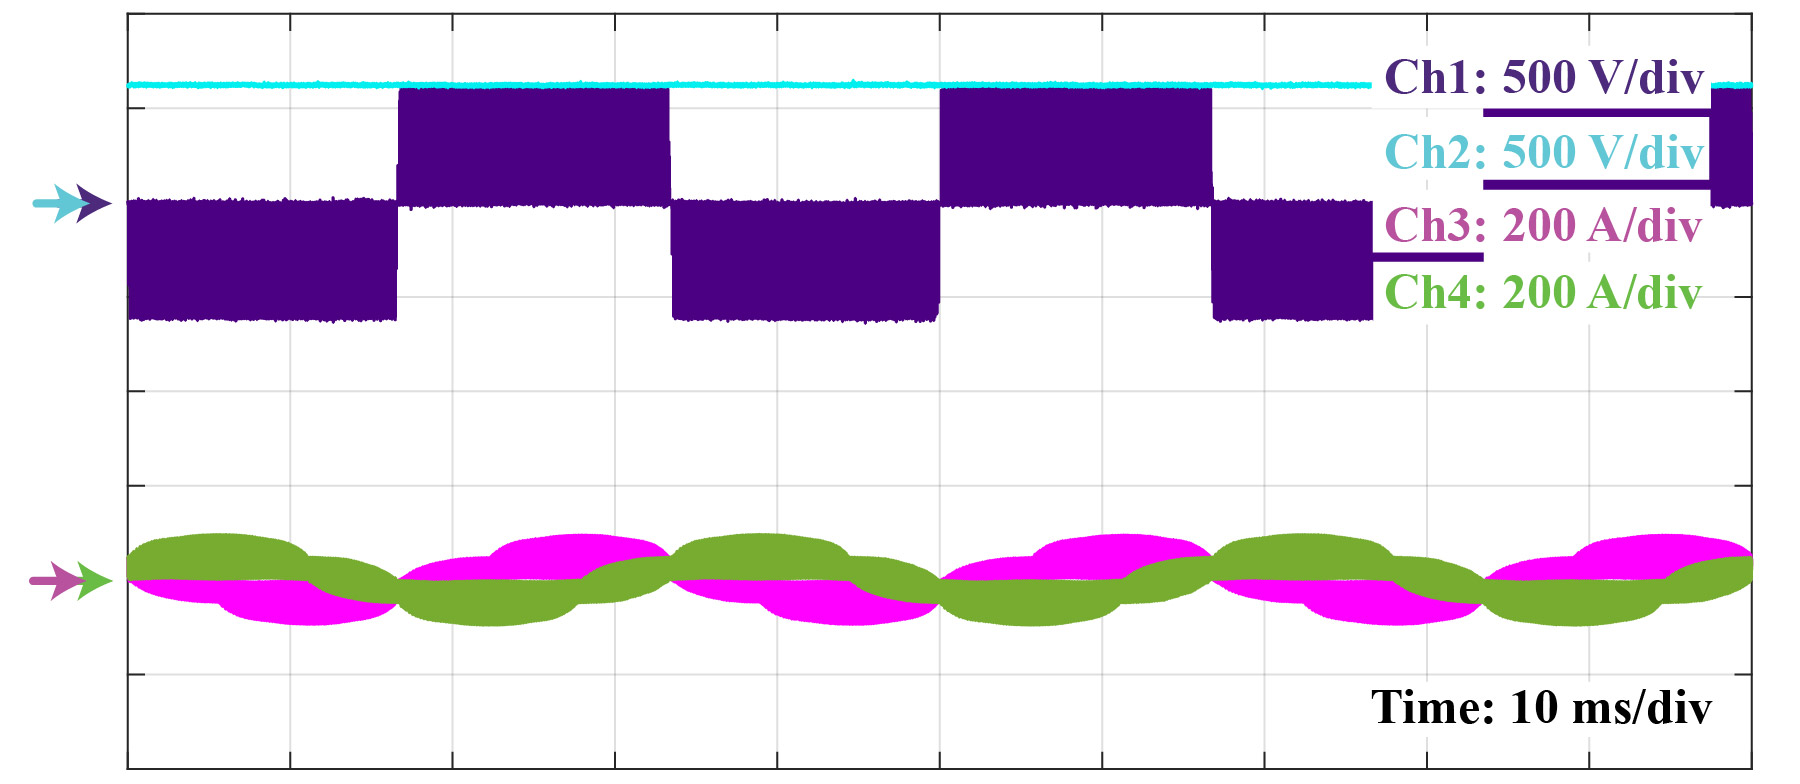 Ch1: 500 V/div
Ch2: 500 V/div
Ch3: 200 A/div
Ch4: 200 A/div
Time: 10 ms/div